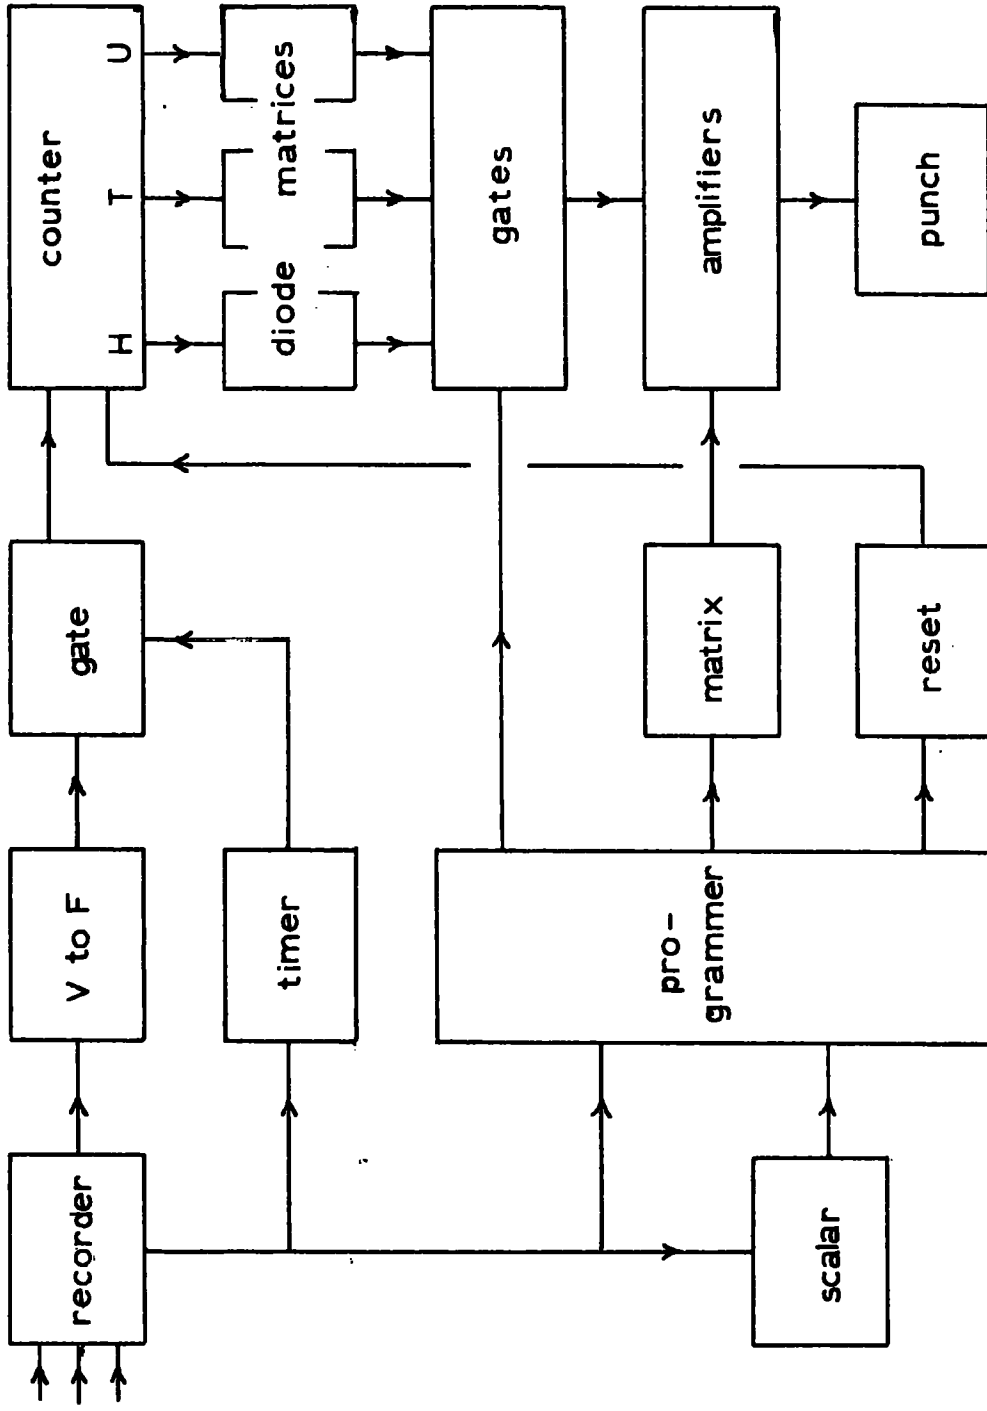 recorder
V to F
gate
counter
H T U
timer
diode matrices
gates
pro-
grammer
matrix
amplifiers
scalar
reset
punch